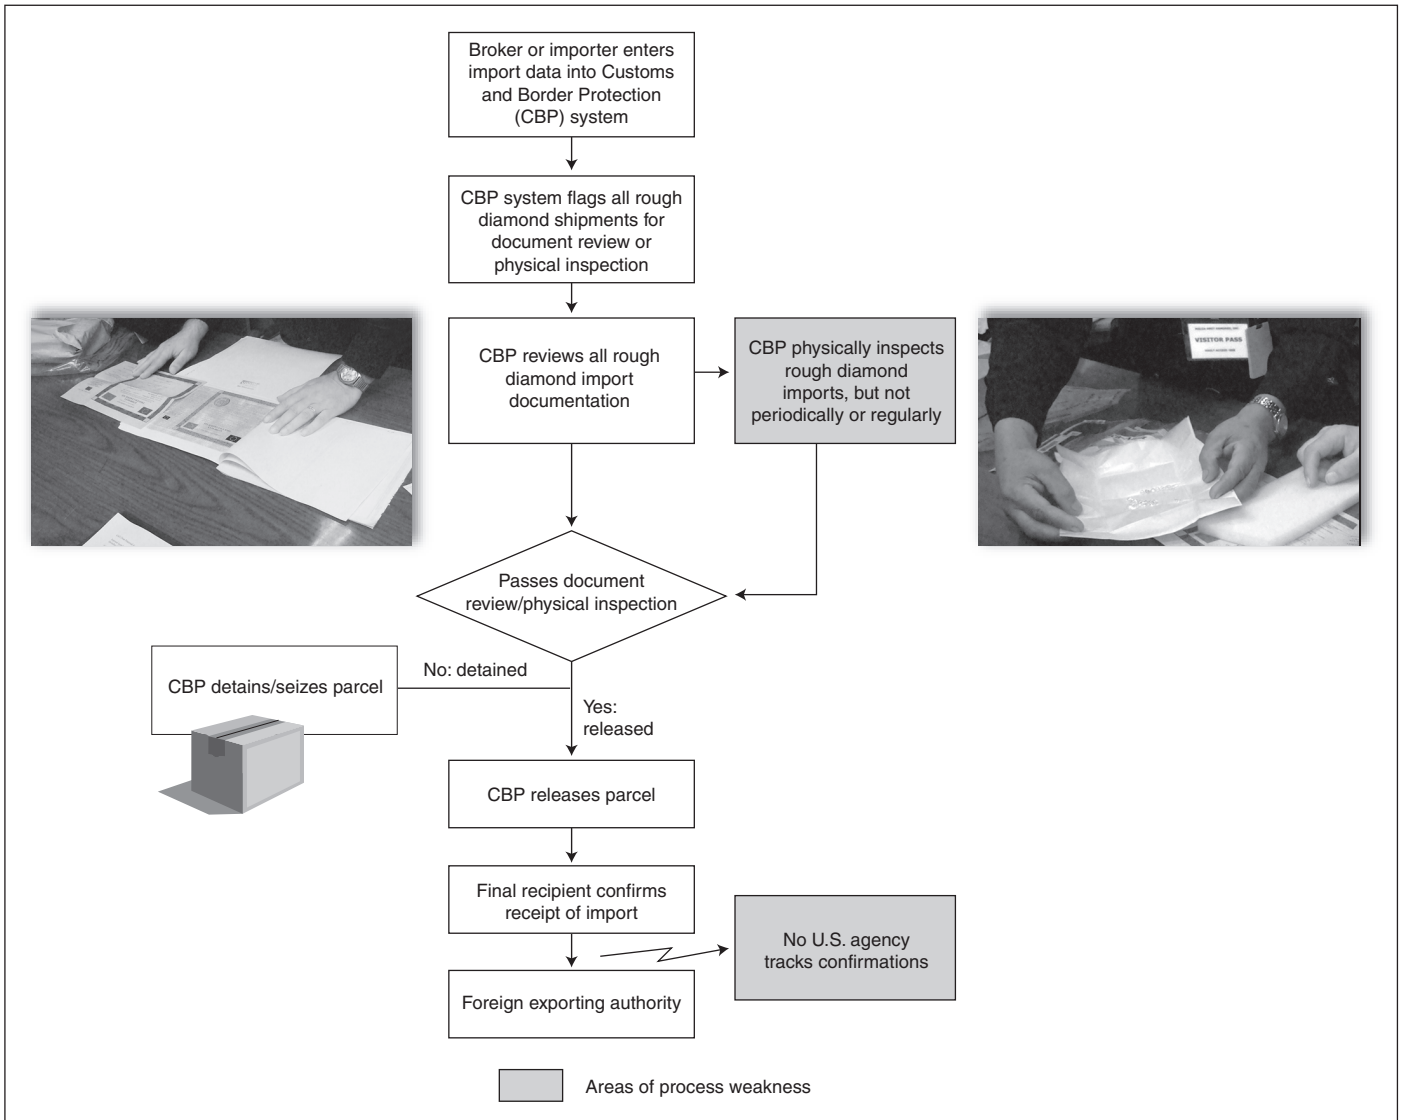 Broker or importer enters
import data into Customs
and Border Protection
(CBP) system
CBP system flags all rough
diamond shipments for
document review or
physical inspection
CBP reviews all rough
diamond import
documentation
CBP physically inspects
rough diamond
imports, but not
periodically or regularly
VISITOR PASS
Passes document
review/physical inspection
No: detained
CBP detains/seizes parcel
Yes:
released
CBP releases parcel
Final recipient confirms
receipt of import
No U.S. agency
tracks confirmations
Foreign exporting authority
Areas of process weakness